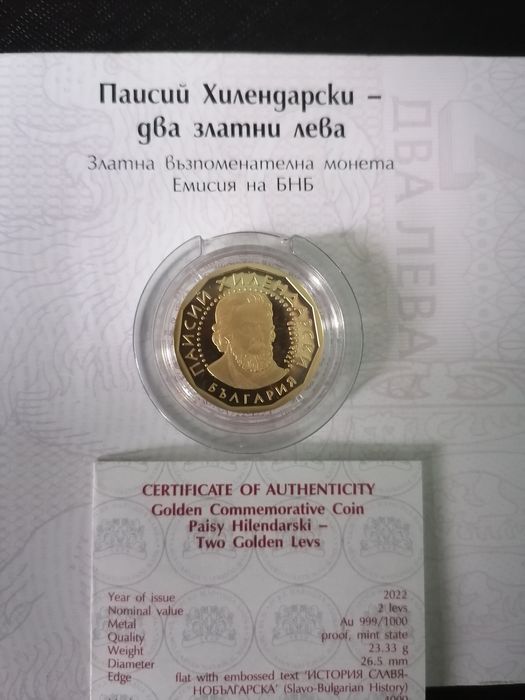 Паисий Хилендарски –
два златни лева
Златна възпоменателна монета
Емисия на БНБ
ДВА ЛЕВА
2
ПАИСИЙ ХИЛЕНДАРСКИ
БЪЛГАРИЯ
CERTIFICATE OF AUTHENTICITY
Golden Commemorative Coin
Paisy Hilendarski –
Two Golden Levs
Year of issue 2022
Nominal value 2 levs
Metal Au 999/1000
Quality proof, mint state
Weight 23.33 g
Diameter 26.5 mm
Edge flat with embossed text ‘ИСТОРИЯ СЛАВЯ-
НОБЪЛГАРСКА’ (Slavo-Bulgarian History)